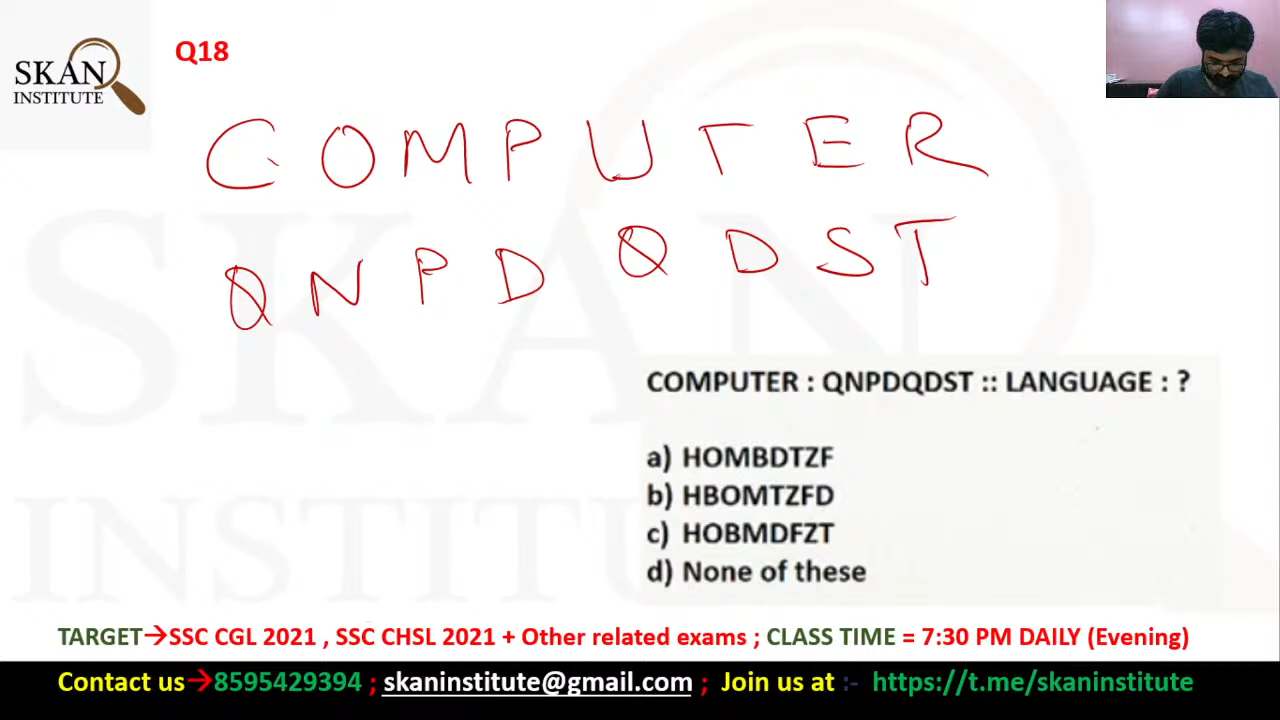 Q18
SKAN
INSTITUTE
COMPUTER
QNPDQDST
SKAN
INSTITUTE
COMPUTER : QNPDQDST :: LANGUAGE : ?
a) HOMBDTZF
b) HBOMTZFD
c) HOBMDFZT
d) None of these
TARGET→SSC CGL 2021 , SSC CHSL 2021 + Other related exams ; CLASS TIME = 7:30 PM DAILY (Evening)
Contact us→8595429394 ; skaninstitute@gmail.com ; Join us at :- https://t.me/skaninstitute